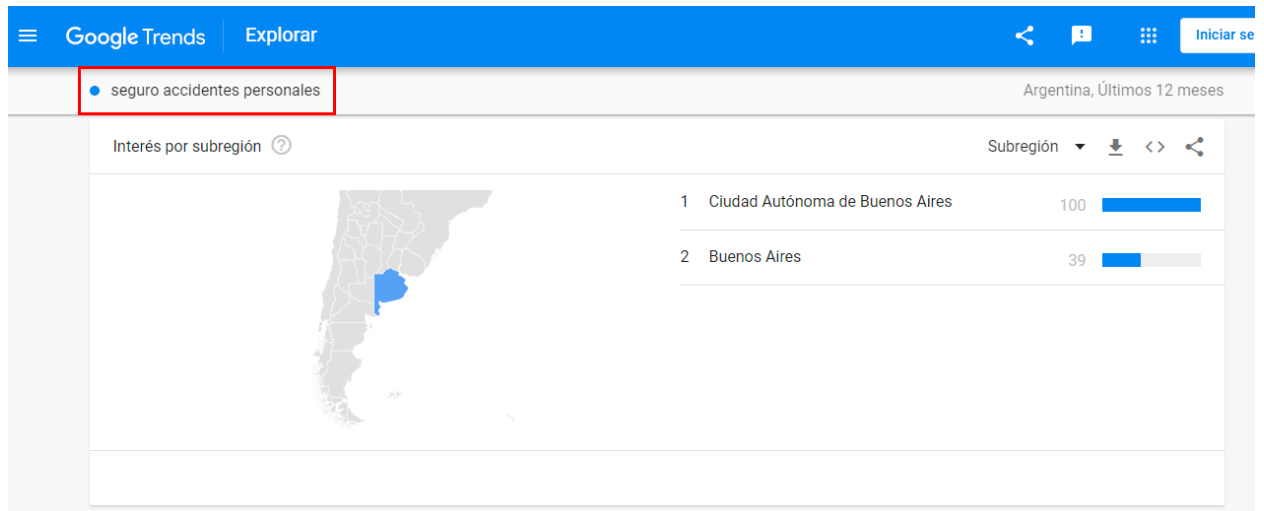 Google Trends Explorar Iniciar se
seguro accidentes personales Argentina, Últimos 12 meses
Interés por subregión ? Subregión
1 Ciudad Autónoma de Buenos Aires 100
2 Buenos Aires 39